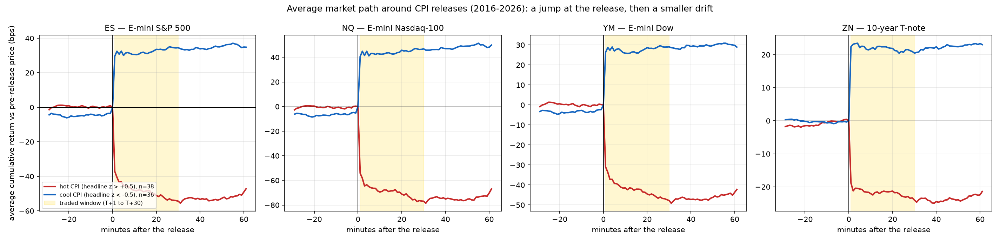 Average market path around CPI releases (2016-2026): a jump at the release, then a smaller drift
average cumulative return vs pre-release price (bps)
ES — E-mini S&P 500
40
20
0
−20
−40
−60
hot CPI (headline z > +0.5), n=38
cool CPI (headline z < -0.5), n=36
traded window (T+1 to T+30)
−20 0 20 40 60
minutes after the release
NQ — E-mini Nasdaq-100
40
20
0
−20
−40
−60
−80
−20 0 20 40 60
minutes after the release
YM — E-mini Dow
30
20
10
0
−10
−20
−30
−40
−50
−20 0 20 40 60
minutes after the release
ZN — 10-year T-note
20
10
0
−10
−20
−20 0 20 40 60
minutes after the release